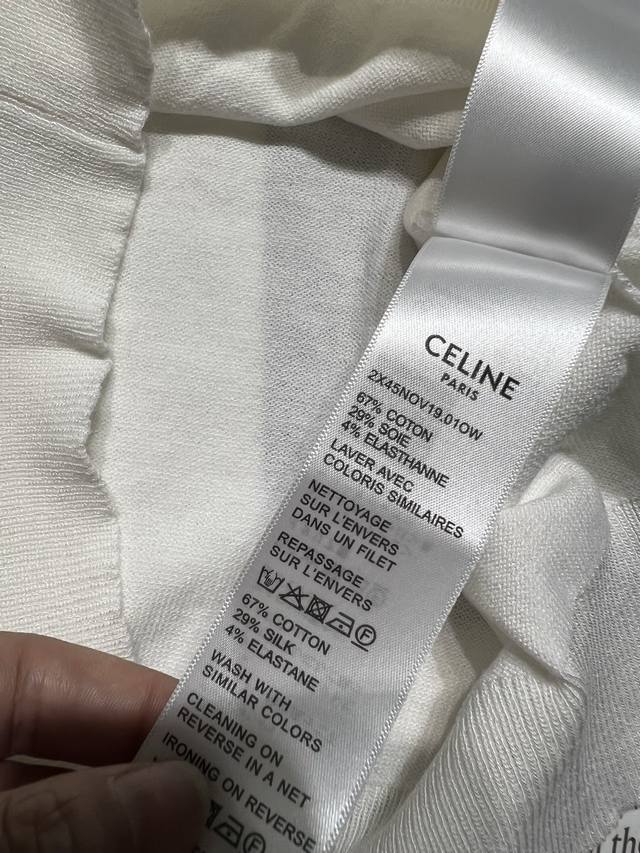 CELINE
PARIS
2X45NOV19.01OW
67% COTON
29% SOIE
4% ELASTHANNE
LAVER AVEC
COLORIS SIMILAIRES
NETTOYAGE
SUR L'ENVERS
DANS UN FILET
REPASSAGE
SUR L'ENVERS
67% COTTON
29% SILK
4% ELASTANE
WASH WITH
SIMILAR COLORS
CLEANING ON
REVERSE IN A NET
IRONING ON REVERSE